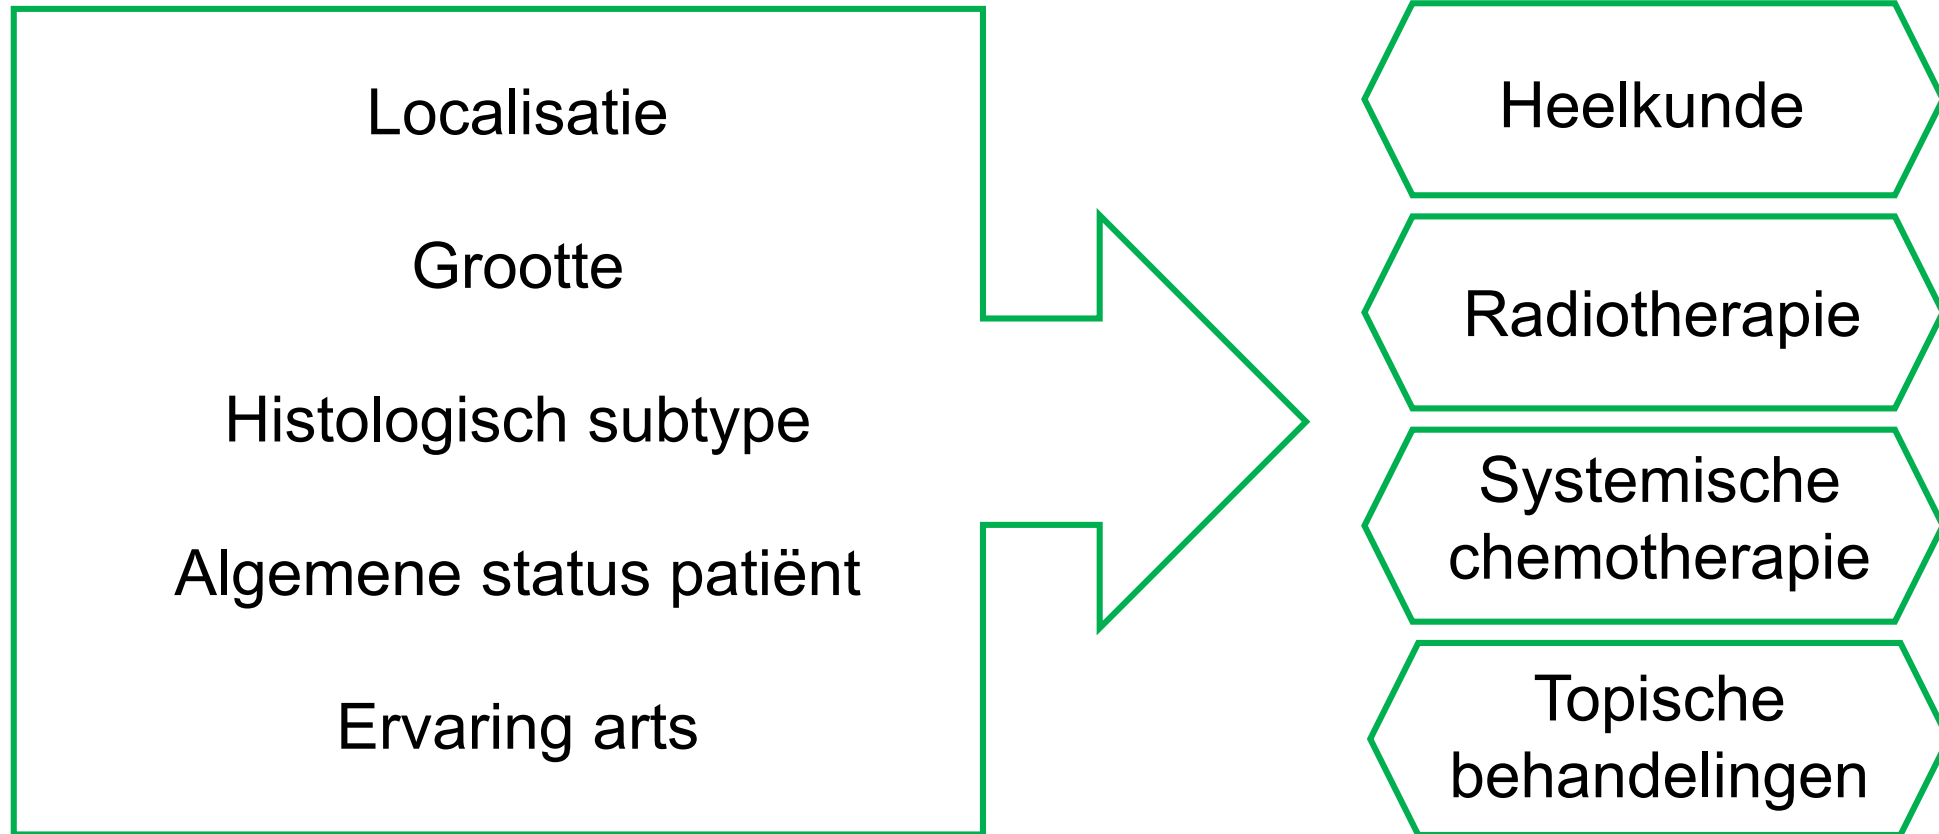 Localisatie
Grootte
Histologisch subtype
Algemene status patiënt
Ervaring arts
Heelkunde
Radiotherapie
Systemische
chemotherapie
Topische
behandelingen